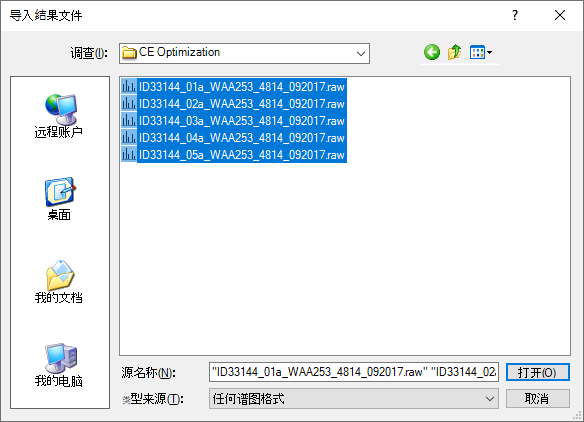 导入结果文件
调查(I):
CE Optimization
ID33144_01a_WAA253_4814_092017.raw
ID33144_02a_WAA253_4814_092017.raw
ID33144_03a_WAA253_4814_092017.raw
ID33144_04a_WAA253_4814_092017.raw
ID33144_05a_WAA253_4814_092017.raw
远程账户
桌面
我的文档
我的电脑
源名称(N):
"ID33144_01a_WAA253_4814_092017.raw" "ID33144_02a
打开(O)
类型来源(T):
任何谱图格式
取消